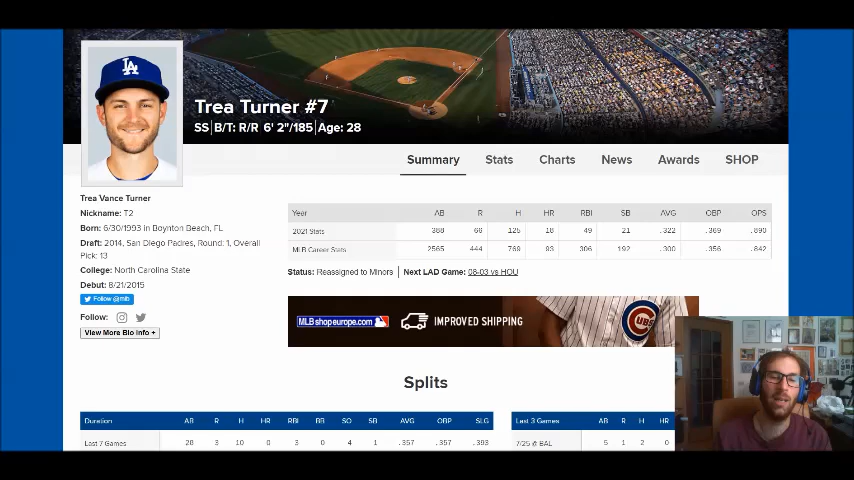 LA
Trea Turner #7
SS B/T: R/R 6' 2"/185 Age: 28
Summary Stats Charts News Awards SHOP
Trea Vance Turner
Nickname: T2
Born: 6/30/1993 in Boynton Beach, FL
Draft: 2014, San Diego Padres, Round: 1, Overall
Pick: 13
College: North Carolina State
Debut: 8/21/2015
Follow @mlb
Follow:
View More Bio Info +
Year AB R H HR RBI SB AVG OBP OPS
2021 Stats 388 66 125 18 49 21 .322 .369 .890
MLB Career Stats 2565 444 769 93 306 192 .300 .356 .842
Status: Reassigned to Minors Next LAD Game: 08-03 vs HOU
MLBshopeurope.com IMPROVED SHIPPING
CUBS
Splits
Duration AB R H HR RBI BB SO SB AVG OBP SLG
Last 7 Games 28 3 10 0 3 0 4 1 .357 .357 .393
Last 3 Games AB R H HR
7/25 @ BAL 5 1 2 0